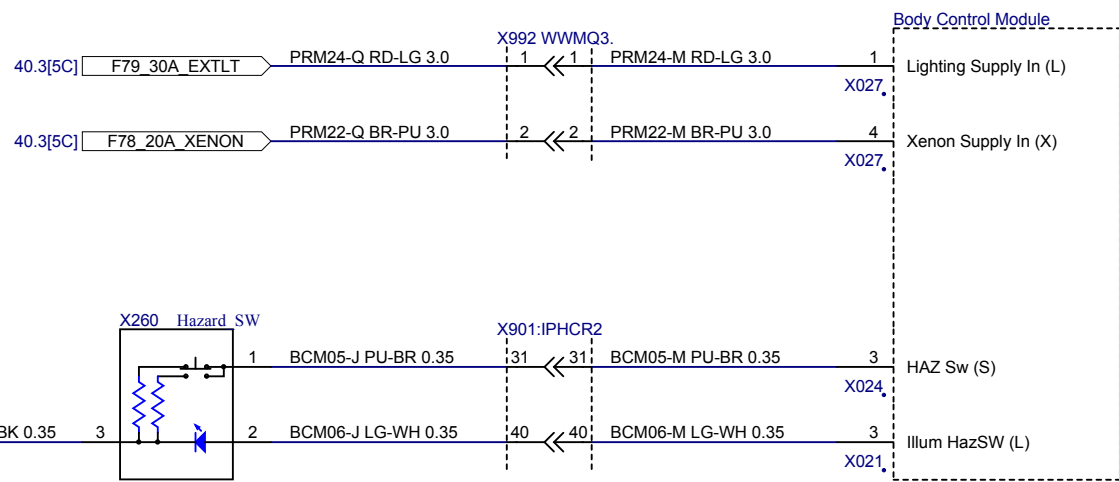 Body Control Module
X992 WWMQ3.
40.3[5C] F79_30A_EXTLT PRM24-Q RD-LG 3.0 1 1 PRM24-M RD-LG 3.0 1 Lighting Supply In (L)
X027
40.3[5C] F78_20A_XENON PRM22-Q BR-PU 3.0 2 2 PRM22-M BR-PU 3.0 4 Xenon Supply In (X)
X027
X260 Hazard SW
X901:IPHCR2
1 BCM05-J PU-BR 0.35 31 31 BCM05-M PU-BR 0.35 3 HAZ Sw (S)
X024
BK 0.35 3 2 BCM06-J LG-WH 0.35 40 40 BCM06-M LG-WH 0.35 3 Illum HazSW (L)
X021